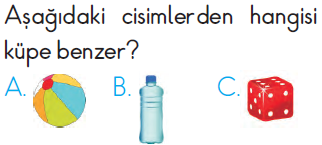 Aşağıdaki cisimlerden hangisi
küpe benzer?
A. B. C.